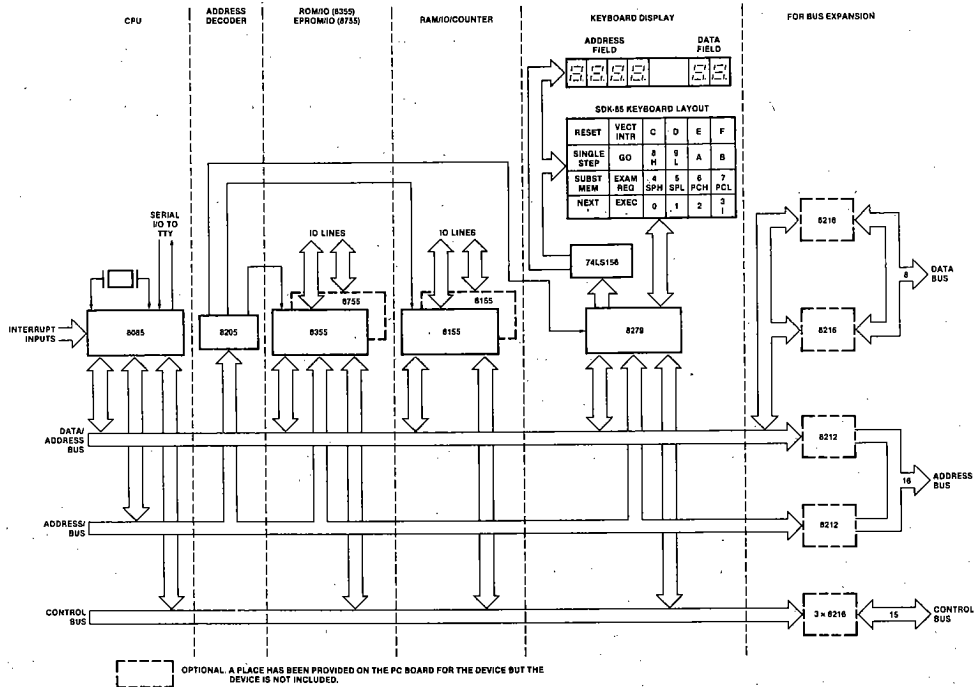 CPU
ADDRESS
DECODER
ROM/IO (8355)
EPROM/IO (8755)
RAM/IO/COUNTER
KEYBOARD DISPLAY
FOR BUS EXPANSION
ADDRESS
FIELD
DATA
FIELD
SDK-85 KEYBOARD LAYOUT
RESET
VECT
INTR
C
D
E
F
SINGLE
STEP
GO
8
H
9
L
A
B
SUBST
MEM
EXAM
REG
4
SPH
5
SPL
6
PCH
7
PCL
NEXT
,
EXEC
.
0
1
2
3
I
SERIAL
I/O TO
TTY
IO LINES
IO LINES
74LS156
8216
8
DATA
BUS
8216
INTERRUPT
INPUTS
8085
8205
8755
8355
8155
8155
8279
DATA/
ADDRESS
BUS
8212
16
ADDRESS
BUS
ADDRESS/
BUS
8212
CONTROL
BUS
3 x 8216
15
CONTROL
BUS
OPTIONAL. A PLACE HAS BEEN PROVIDED ON THE PC BOARD FOR THE DEVICE BUT THE
DEVICE IS NOT INCLUDED.